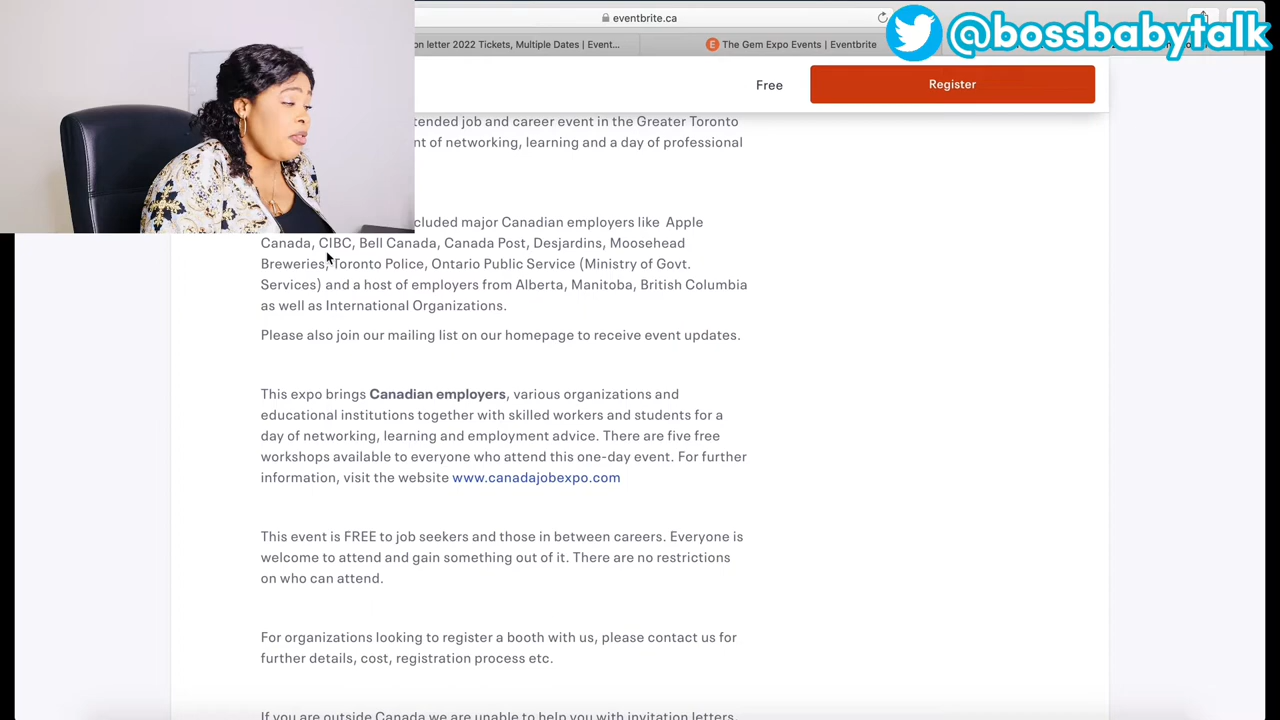 eventbrite.ca
on letter 2022 Tickets, Multiple Dates | Event...
The Gem Expo Events | Eventbrite
@bossbabytalk
Free
Register
tended job and career event in the Greater Toronto
nt of networking, learning and a day of professional
cluded major Canadian employers like Apple
Canada, CIBC, Bell Canada, Canada Post, Desjardins, Moosehead
Breweries, Toronto Police, Ontario Public Service (Ministry of Govt.
Services) and a host of employers from Alberta, Manitoba, British Columbia
as well as International Organizations.
Please also join our mailing list on our homepage to receive event updates.
This expo brings Canadian employers, various organizations and
educational institutions together with skilled workers and students for a
day of networking, learning and employment advice. There are five free
workshops available to everyone who attend this one-day event. For further
information, visit the website www.canadajobexpo.com
This event is FREE to job seekers and those in between careers. Everyone is
welcome to attend and gain something out of it. There are no restrictions
on who can attend.
For organizations looking to register a booth with us, please contact us for
further details, cost, registration process etc.
If you are outside Canada we are unable to help you with invitation letters.